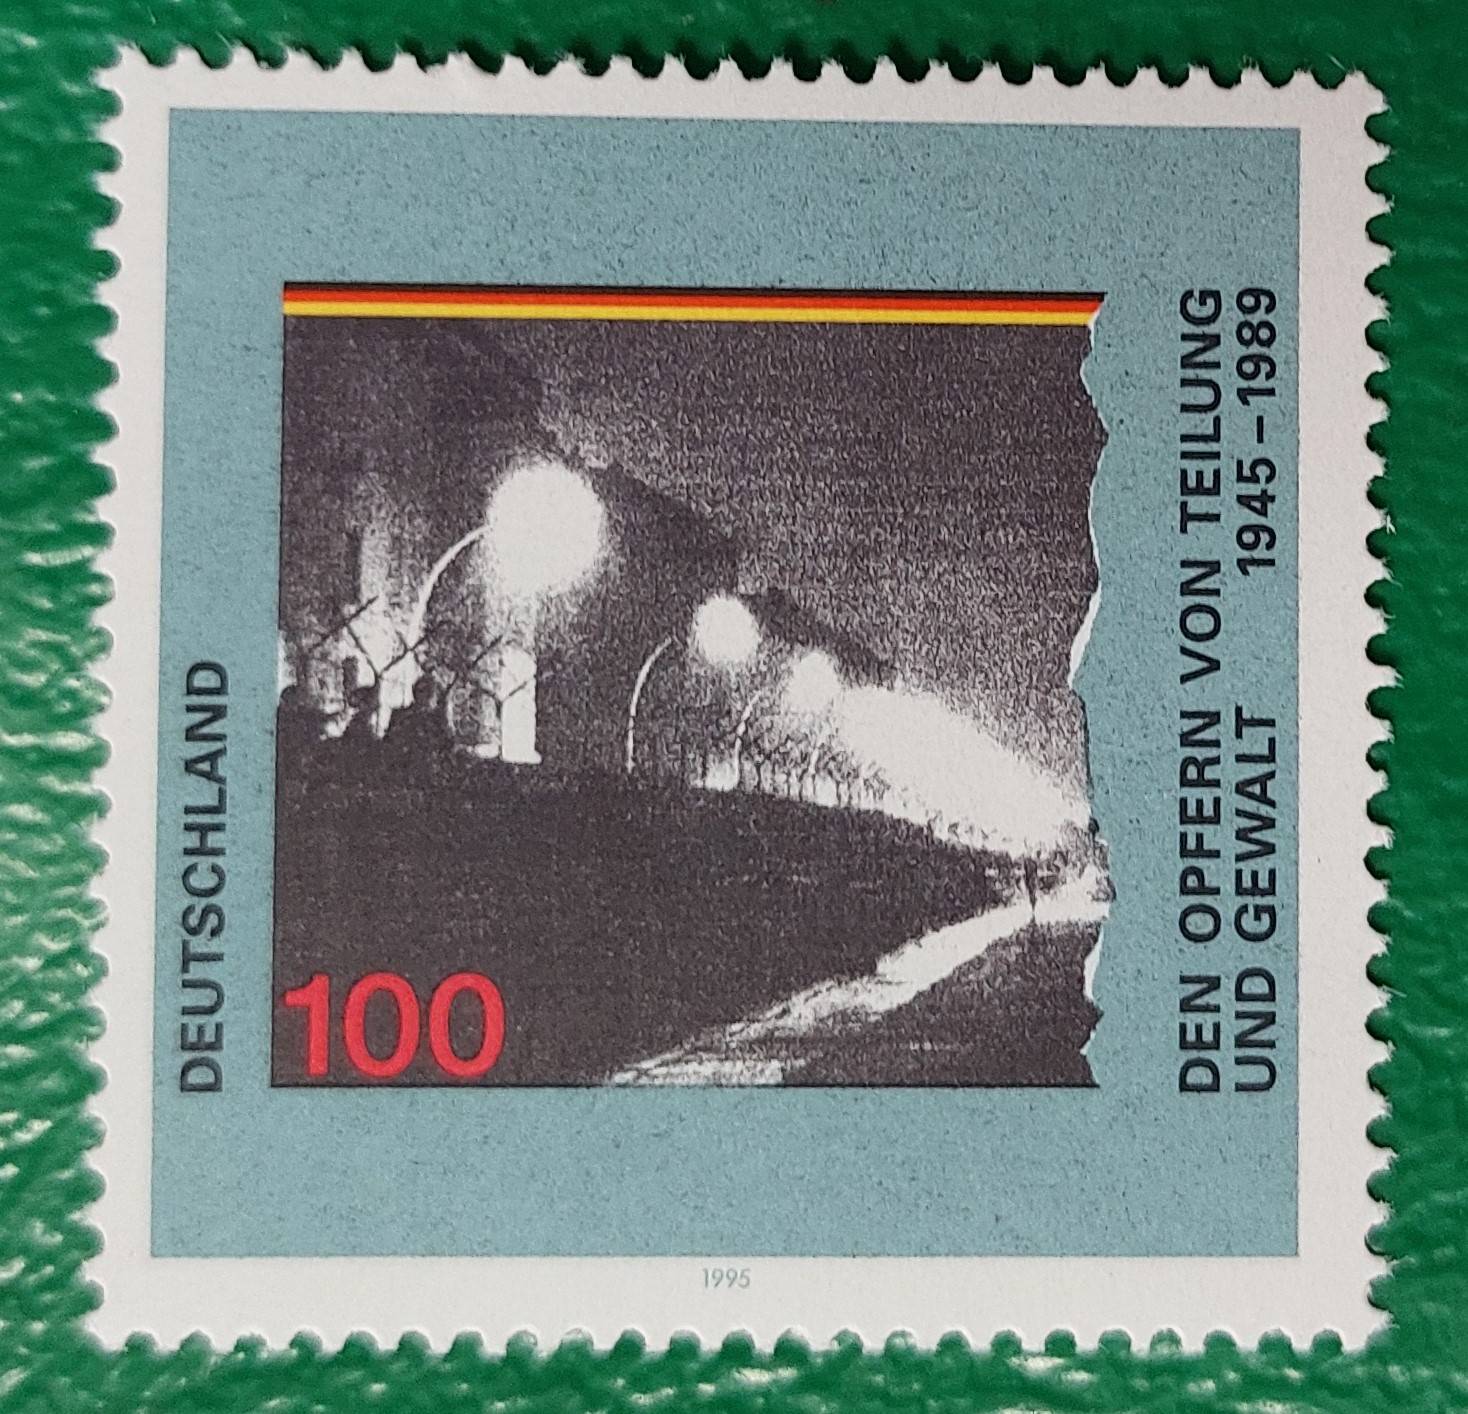 DEUTSCHLAND
100
DEN OPFERN VON TEILUNG
UND GEWALT 1945-1989
1995